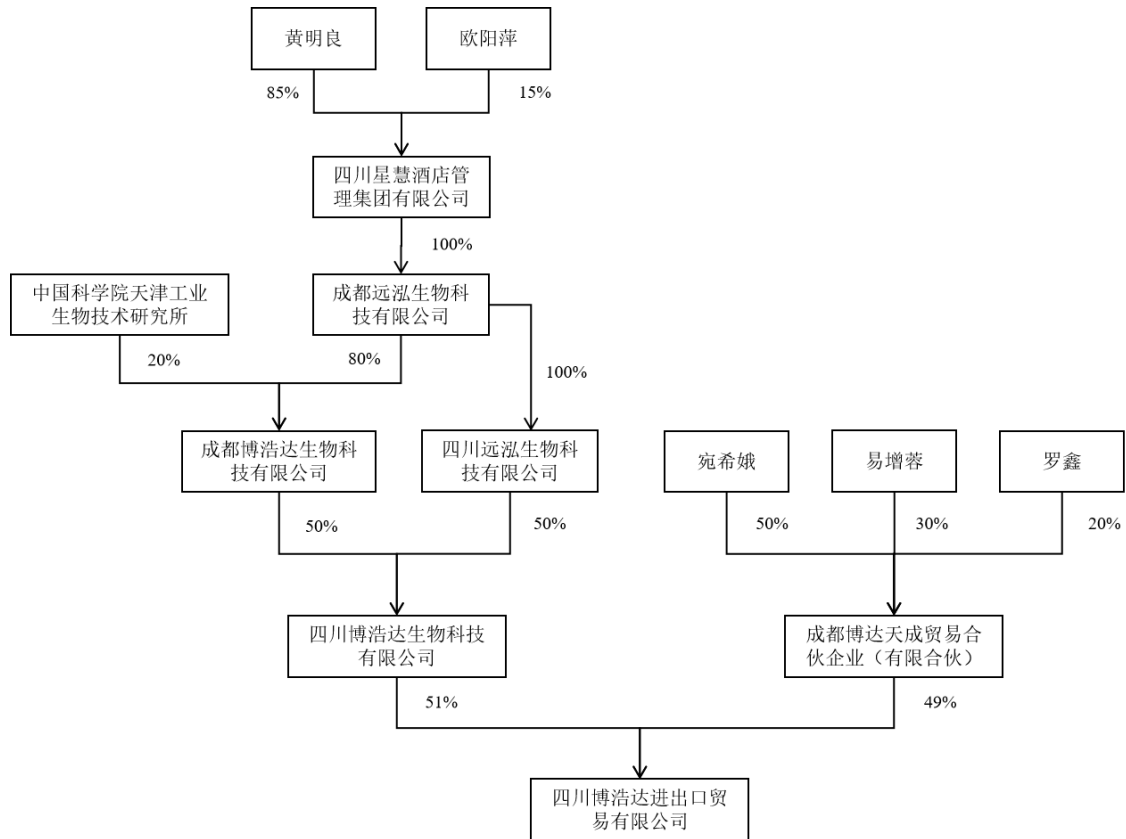 黄明良
欧阳萍
85%
15%
四川星慧酒店管
理集团有限公司
100%
中国科学院天津工业
生物技术研究所
成都远泓生物科
技有限公司
20%
80%
100%
成都博浩达生物科
技有限公司
四川远泓生物科
技有限公司
宛希娥
易增蓉
罗鑫
50%
50%
50%
30%
20%
四川博浩达生物科技
有限公司
成都博达天成贸易合
伙企业（有限合伙）
51%
49%
四川博浩达进出口贸
易有限公司